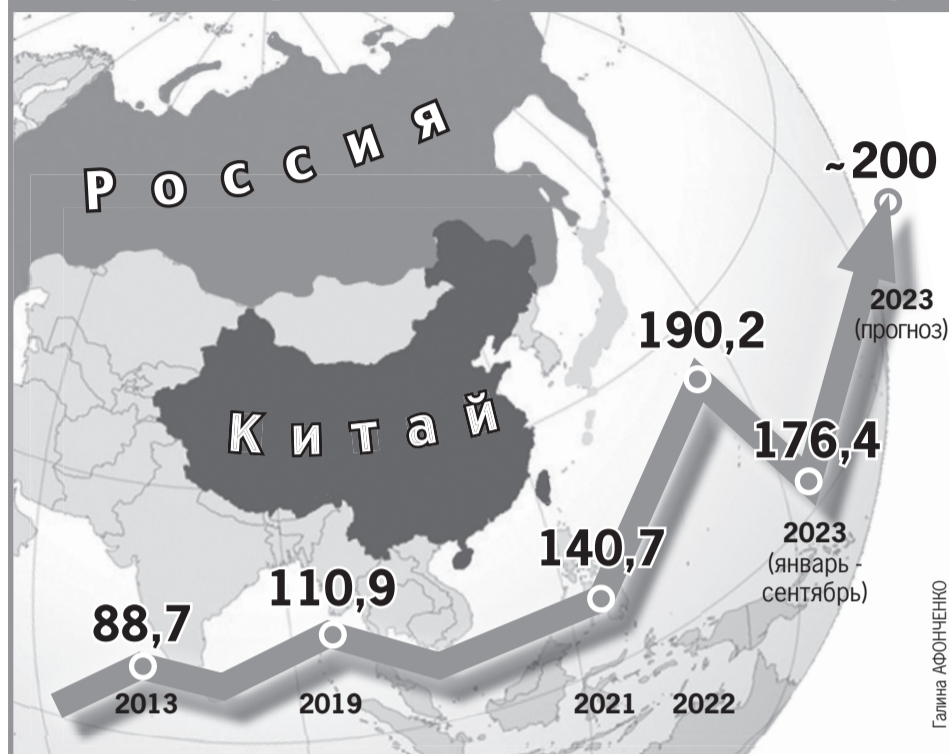 Россия
Китай
88,7
2013
110,9
2019
140,7
2021
190,2
2022
176,4
2023
(январь -
сентябрь)
~200
2023
(прогноз)
Галина АФОНЧЕНКО